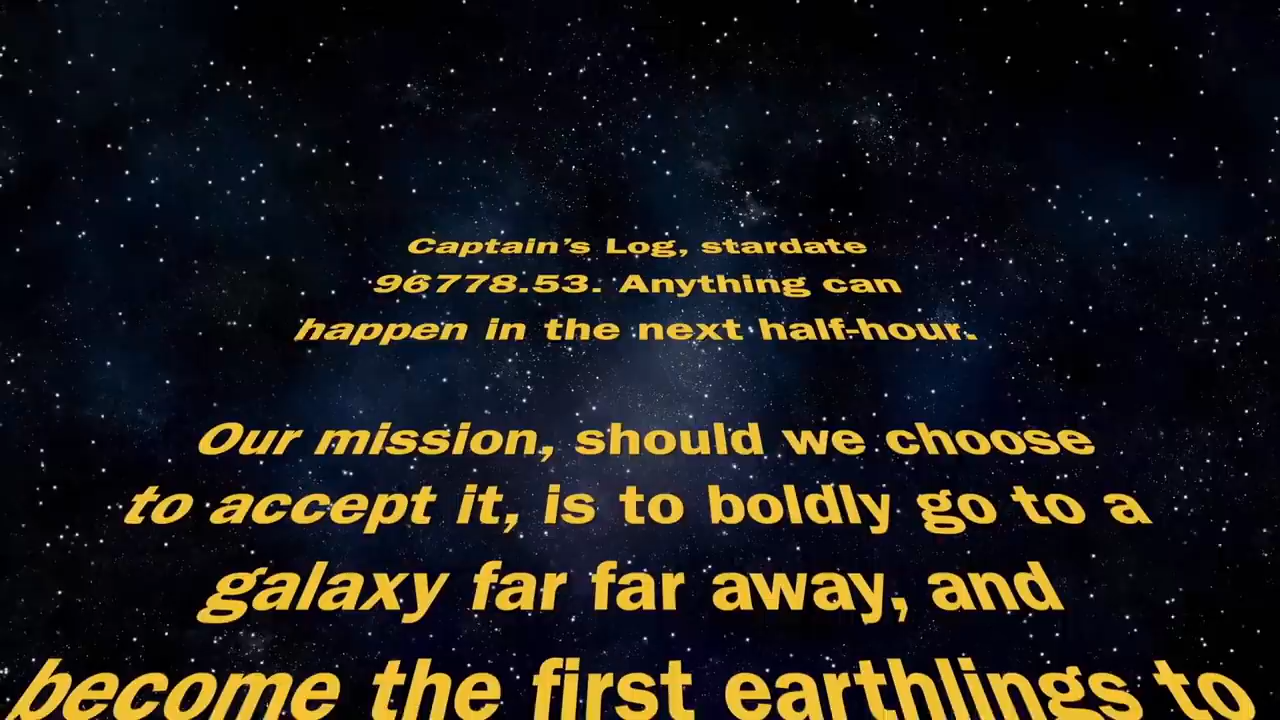 Captain’s Log, stardate
96778.53. Anything can
happen in the next half-hour.
Our mission, should we choose
to accept it, is to boldly go to a
galaxy far far away, and
become the first earthlings to